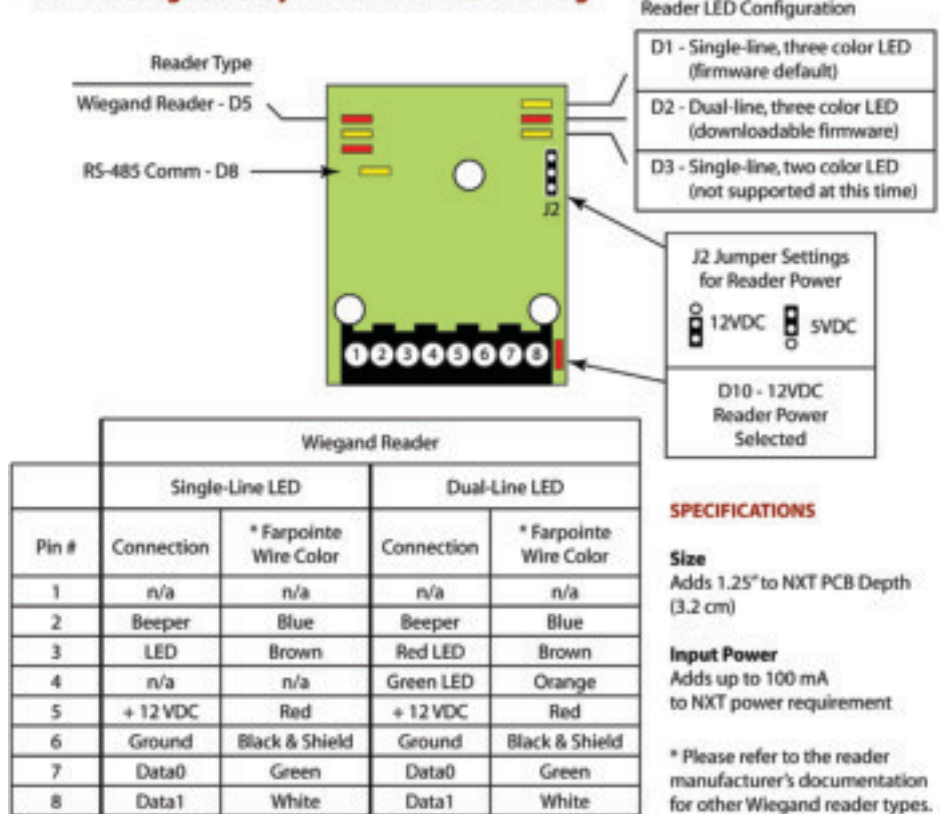 Reader LED Configuration
D1 - Single-line, three color LED
(firmware default)
D2 - Dual-line, three color LED
(downloadable firmware)
D3 - Single-line, two color LED
(not supported at this time)
Reader Type
Wiegand Reader - D5
RS-485 Comm - D8
J2
J2 Jumper Settings
for Reader Power
12VDC 5VDC
D10 - 12VDC
Reader Power
Selected
1 2 3 4 5 6 7 8
Wiegand Reader
Single-Line LED Dual-Line LED
Pin # Connection * Farpointe Wire Color Connection * Farpointe Wire Color
1 n/a n/a n/a n/a
2 Beeper Blue Beeper Blue
3 LED Brown Red LED Brown
4 n/a n/a Green LED Orange
5 + 12 VDC Red + 12 VDC Red
6 Ground Black & Shield Ground Black & Shield
7 Data0 Green Data0 Green
8 Data1 White Data1 White
SPECIFICATIONS
Size
Adds 1.25" to NXT PCB Depth
(3.2 cm)
Input Power
Adds up to 100 mA
to NXT power requirement
* Please refer to the reader
manufacturer's documentation
for other Wiegand reader types.